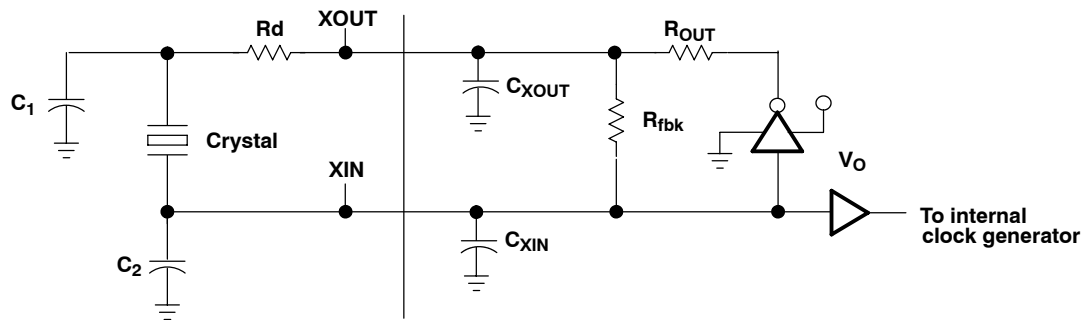 Rd
XOUT
ROUT
C1
CXOUT
Rfbk
Crystal
XIN
VO
To internal
clock generator
CXIN
C2